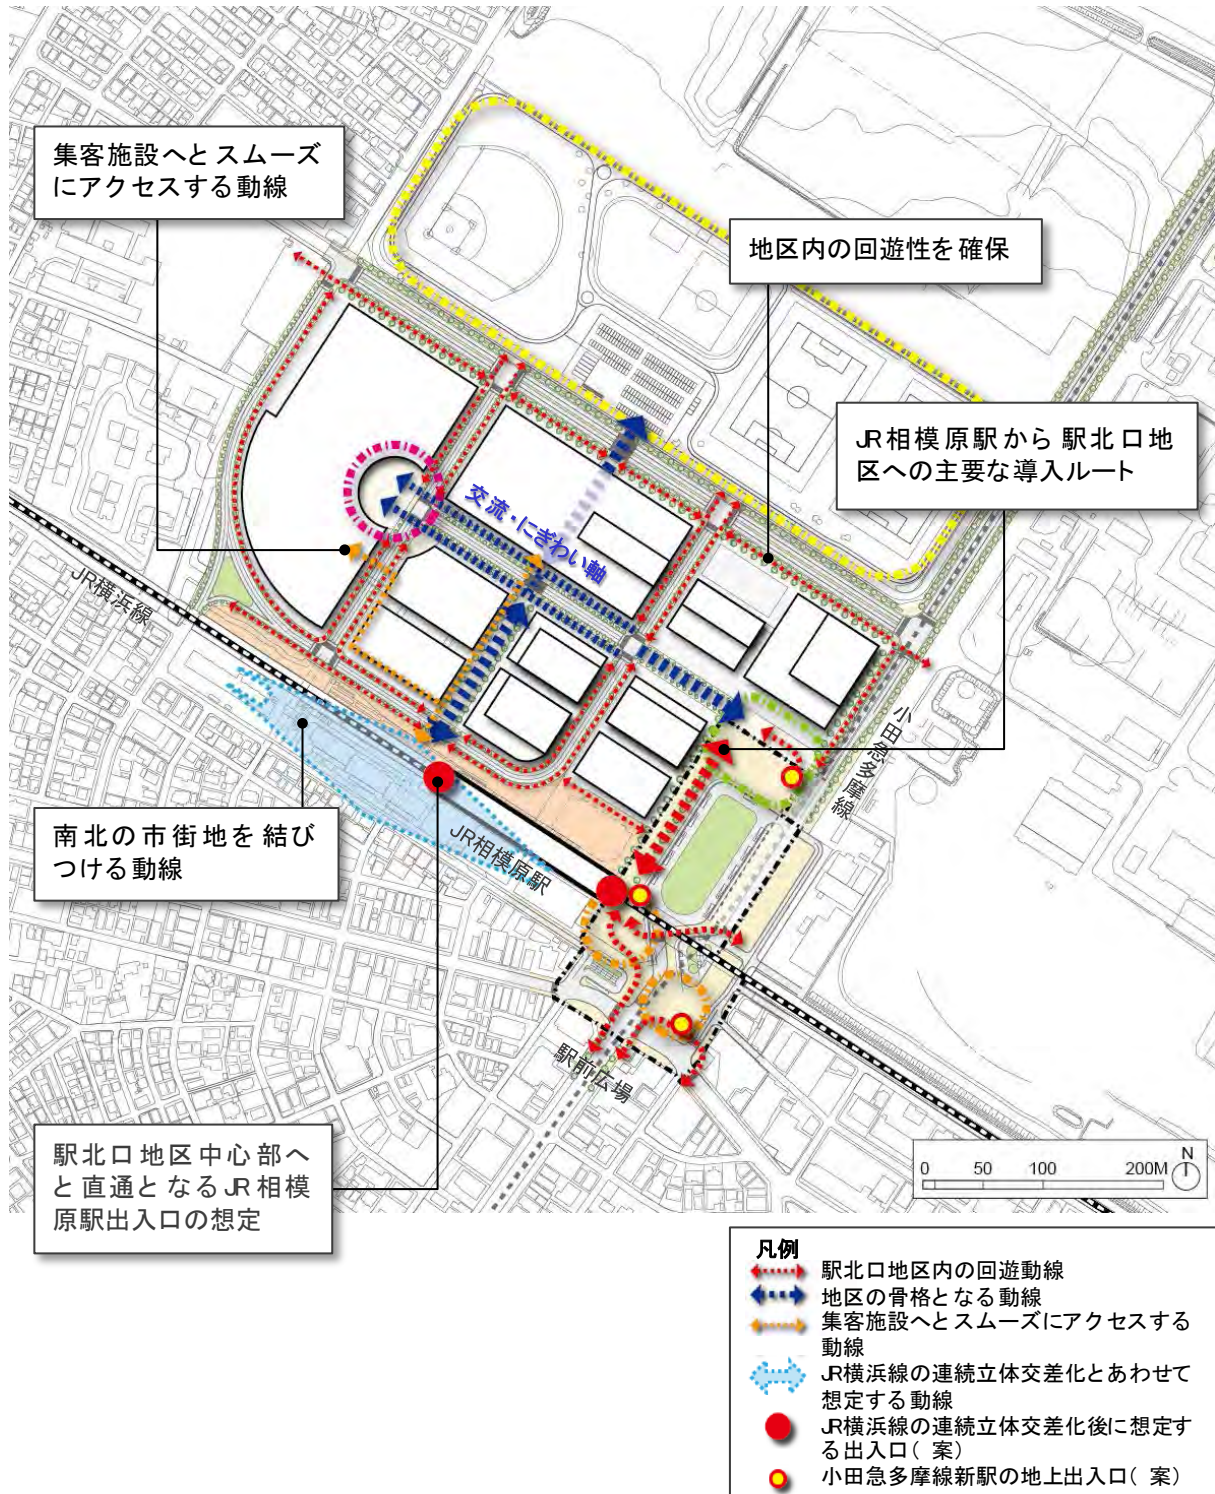 集客施設へとスムーズ
にアクセスする動線
地区内の回遊性を確保
JR相模原駅から駅北口地
区への主要な導入ルート
交流・にぎわい軸
JR横浜線
小田急多摩線
南北の市街地を結び
つける動線
JR相模原駅
駅前広場
駅北口地区中心部へ
と直通となるJR相模
原駅出入口の想定
0 50 100 200M
N
凡例
駅北口地区内の回遊動線
地区の骨格となる動線
集客施設へとスムーズにアクセスする
動線
JR横浜線の連続立体交差化とあわせて
想定する動線
JR横浜線の連続立体交差化後に想定す
る出入口(案)
小田急多摩線新駅の地上出入口(案)